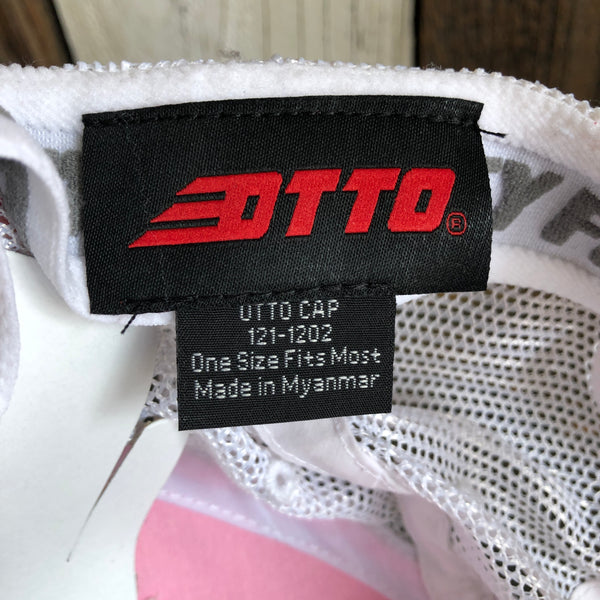 OTTO®
OTTO CAP
121-1202
One Size Fits Most
Made in Myanmar